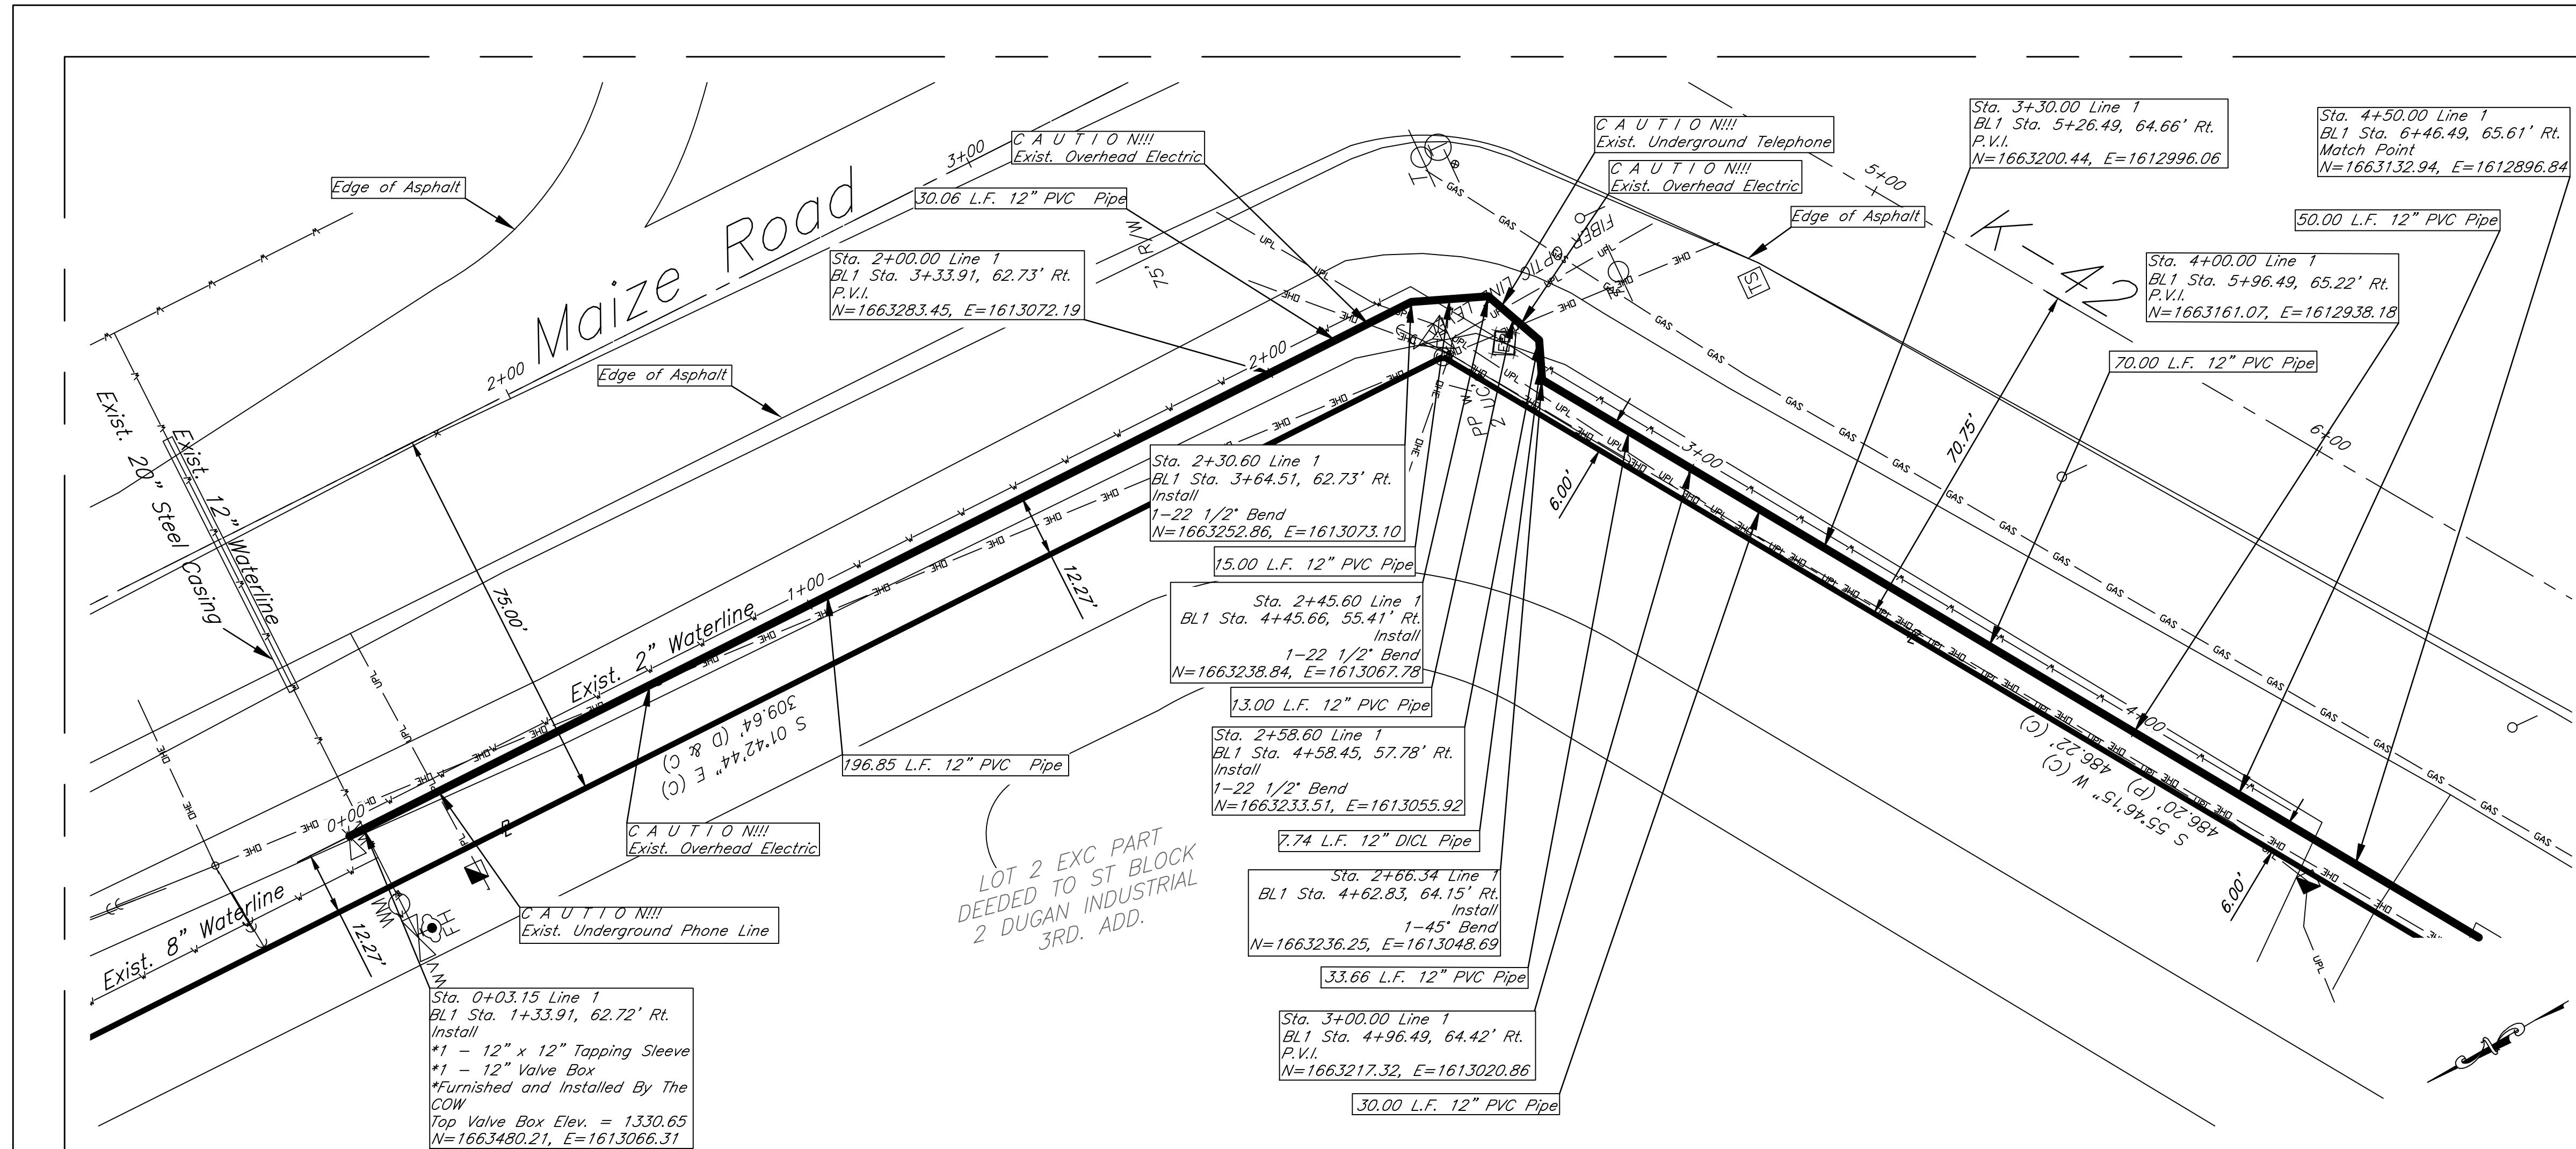 Edge of Asphalt
Maize Road
3+00
C A U T I O N!!!
Exist. Overhead Electric
30.06 L.F. 12" PVC Pipe
75' R/W
Sta. 2+00.00 Line 1
BL1 Sta. 3+33.91, 62.73' Rt.
P.V.I.
N=1663283.45, E=1613072.19
C A U T I O N!!!
Exist. Underground Telephone
C A U T I O N!!!
Exist. Overhead Electric
Edge of Asphalt
FIBER OPTIC LINE
5+00
K-42
Sta. 3+30.00 Line 1
BL1 Sta. 5+26.49, 64.66' Rt.
P.V.I.
N=1663200.44, E=1612996.06
Sta. 4+50.00 Line 1
BL1 Sta. 6+46.49, 65.61' Rt.
Match Point
N=1663132.94, E=1612896.84
50.00 L.F. 12" PVC Pipe
Sta. 4+00.00 Line 1
BL1 Sta. 5+96.49, 65.22' Rt.
P.V.I.
N=1663161.07, E=1612938.18
70.00 L.F. 12" PVC Pipe
6+00
70.75'
2+00
Edge of Asphalt
2+00
Exist. 20" Steel Casing
Exist. 12" Waterline
75.00'
1+00
Exist. 2" Waterline
12.27'
PP W.
2 UC.
6.00'
3+00
Sta. 2+30.60 Line 1
BL1 Sta. 3+64.51, 62.73' Rt.
Install
1-22 1/2° Bend
N=1663252.86, E=1613073.10
15.00 L.F. 12" PVC Pipe
Sta. 2+45.60 Line 1
BL1 Sta. 4+45.66, 55.41' Rt.
Install
1-22 1/2° Bend
N=1663238.84, E=1613067.78
13.00 L.F. 12" PVC Pipe
Sta. 2+58.60 Line 1
BL1 Sta. 4+58.45, 57.78' Rt.
Install
1-22 1/2° Bend
N=1663233.51, E=1613055.92
7.74 L.F. 12" DICL Pipe
Sta. 2+66.34 Line 1
BL1 Sta. 4+62.83, 64.15' Rt.
Install
1-45° Bend
N=1663236.25, E=1613048.69
33.66 L.F. 12" PVC Pipe
Sta. 3+00.00 Line 1
BL1 Sta. 4+96.49, 64.42' Rt.
P.V.I.
N=1663217.32, E=1613020.86
30.00 L.F. 12" PVC Pipe
4+00
S 55°46'15" W (C)
486.20' (P) 486.22' (C)
6.00'
S 01°42'44" E (C)
309.64' (D & C)
196.85 L.F. 12" PVC Pipe
C A U T I O N!!!
Exist. Overhead Electric
0+00
LOT 2 EXC PART
DEEDED TO ST BLOCK
2 DUGAN INDUSTRIAL
3RD. ADD.
C A U T I O N!!!
Exist. Underground Phone Line
Exist. 8" Waterline
12.27'
WM
FH
WV
Sta. 0+03.15 Line 1
BL1 Sta. 1+33.91, 62.72' Rt.
Install
*1 - 12" x 12" Tapping Sleeve
*1 - 12" Valve Box
*Furnished and Installed By The
COW
Top Valve Box Elev. = 1330.65
N=1663480.21, E=1613066.31
GAS
UPL
OHE
ST